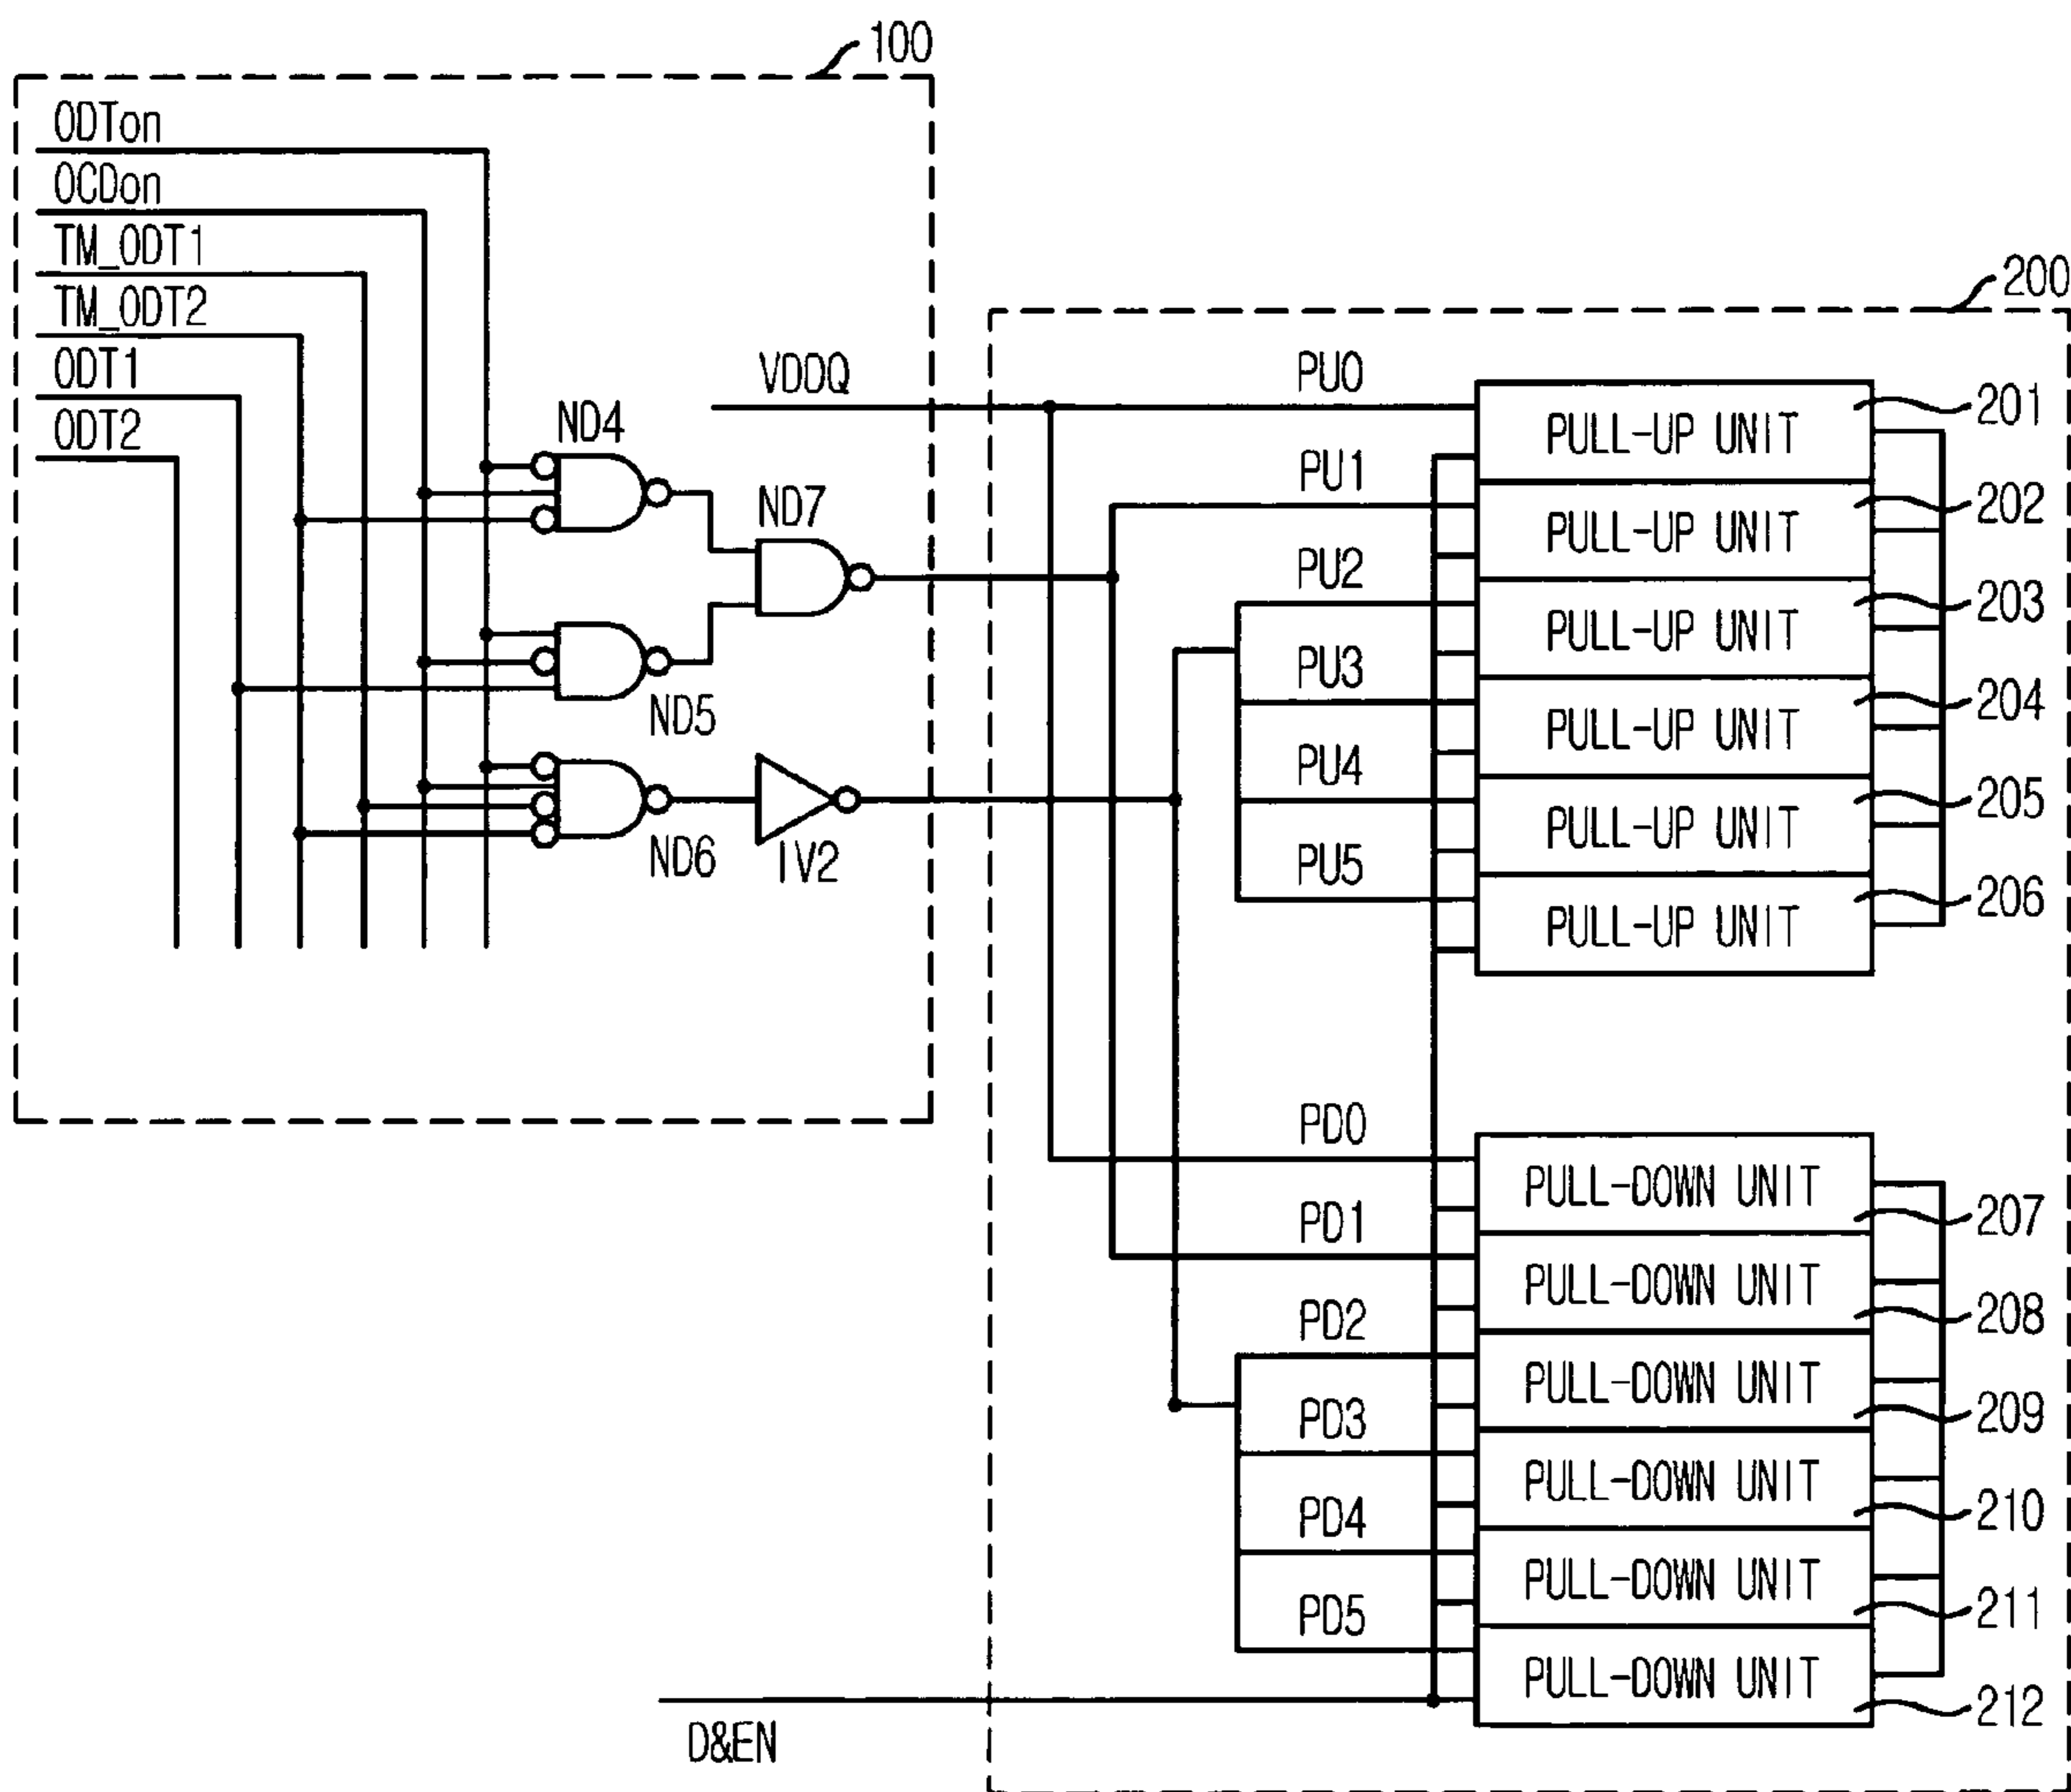 100
ODTon
OCDon
TM_ODT1
TM_ODT2
ODT1
ODT2
ND4
ND7
ND5
ND6
IV2
VDDQ
200
PU0
PU1
PU2
PU3
PU4
PU5
PULL-UP UNIT
201
PULL-UP UNIT
202
PULL-UP UNIT
203
PULL-UP UNIT
204
PULL-UP UNIT
205
PULL-UP UNIT
206
PD0
PD1
PD2
PD3
PD4
PD5
PULL-DOWN UNIT
207
PULL-DOWN UNIT
208
PULL-DOWN UNIT
209
PULL-DOWN UNIT
210
PULL-DOWN UNIT
211
PULL-DOWN UNIT
212
D&EN